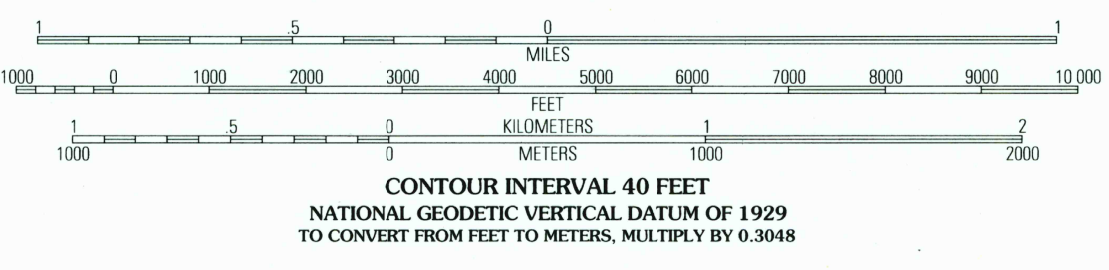 1 .5 0 1
MILES
1000 0 1000 2000 3000 4000 5000 6000 7000 8000 9000 10 000
FEET
1 .5 0 KILOMETERS 1 2
1000 0 METERS 1000 2000
CONTOUR INTERVAL 40 FEET
NATIONAL GEODETIC VERTICAL DATUM OF 1929
TO CONVERT FROM FEET TO METERS, MULTIPLY BY 0.3048